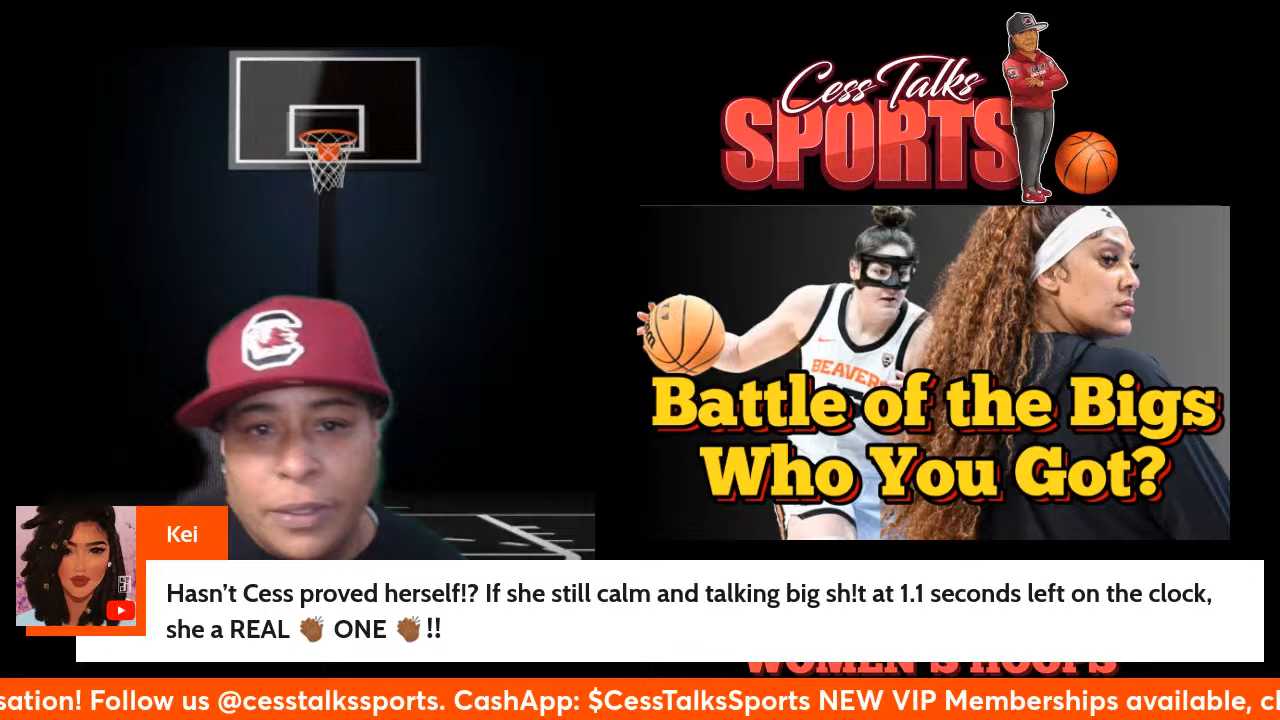 Cess Talks
SPORTS
BEAVERS
Battle of the Bigs
Who You Got?
Kei
Hasn't Cess proved herself!? If she still calm and talking big sh!t at 1.1 seconds left on the clock,
she a REAL 👏🏾 ONE 👏🏾 !!
WOMEN'S HOOPS
sation! Follow us @cesstalkssports. CashApp: $CessTalksSports NEW VIP Memberships available, cl